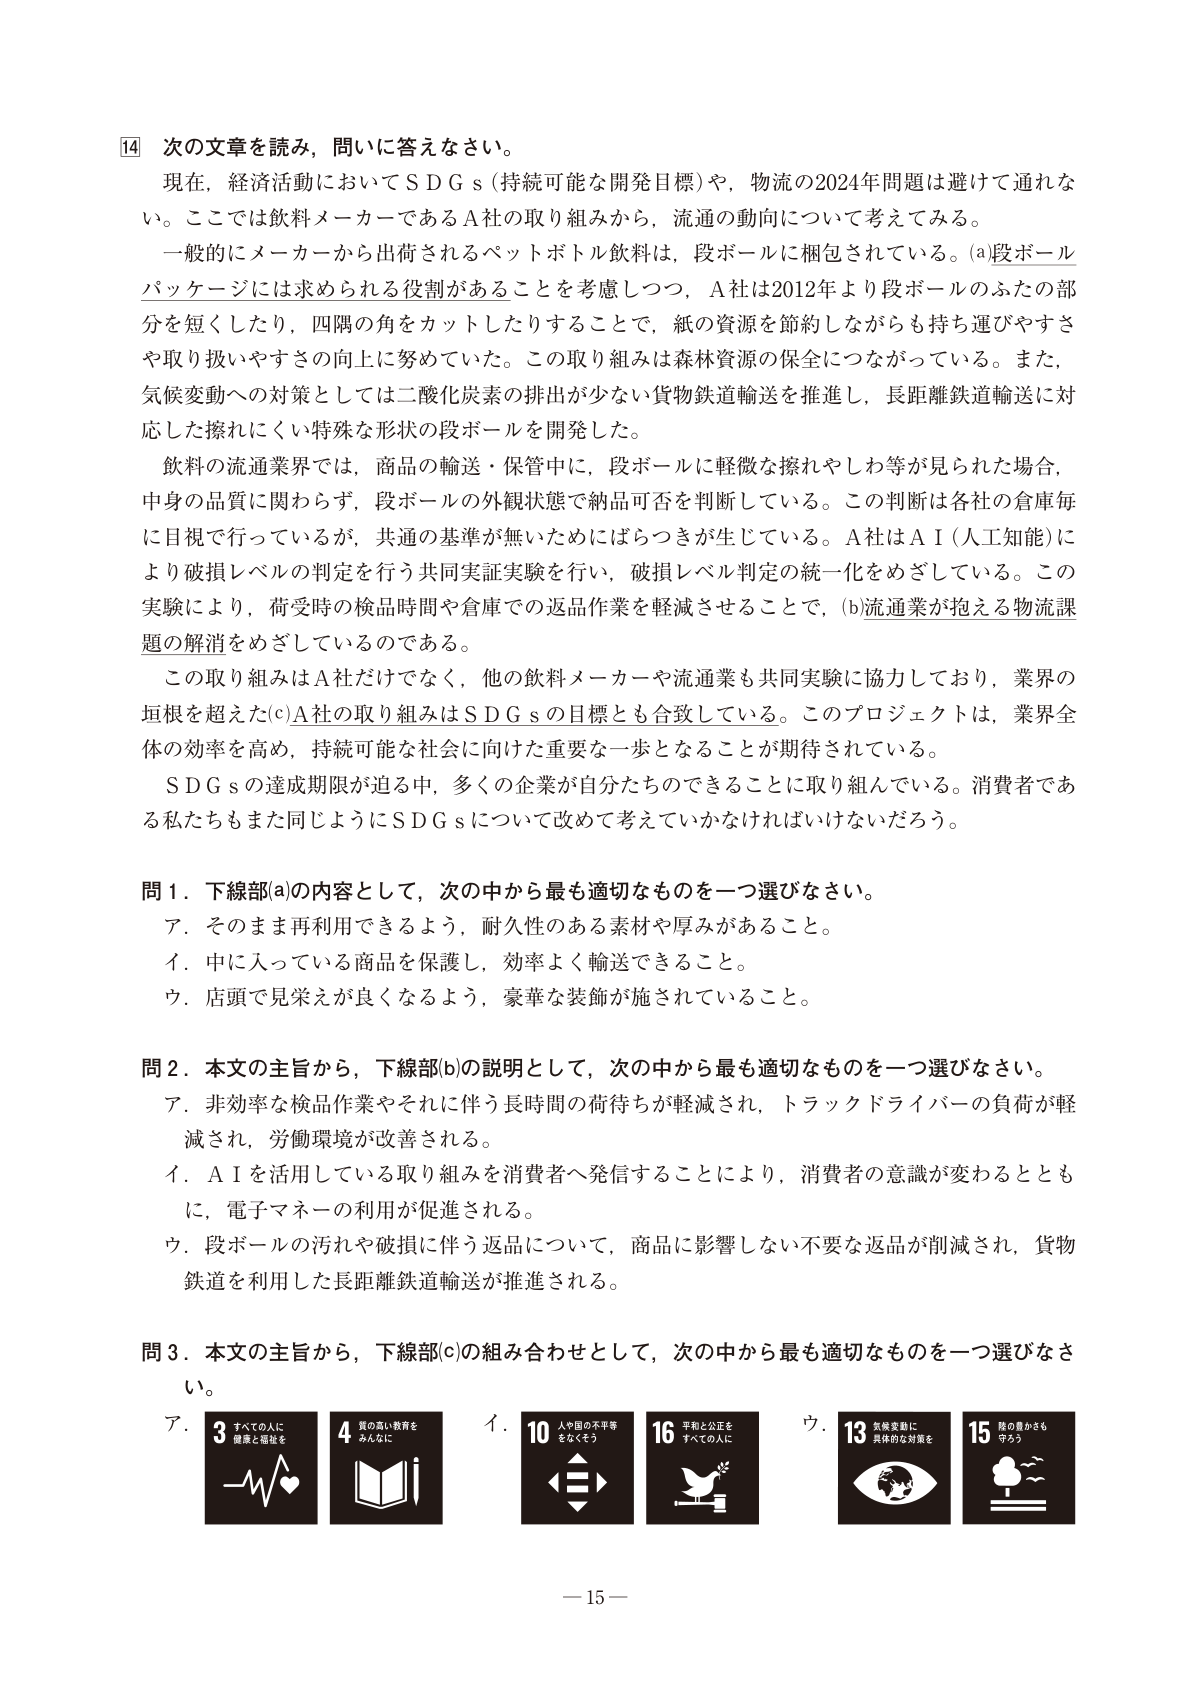 14 次の文章を読み，問いに答えなさい。
現在，経済活動においてＳＤＧｓ(持続可能な開発目標)や，物流の2024年問題は避けて通れな
い。ここでは飲料メーカーであるＡ社の取り組みから，流通の動向について考えてみる。
一般的にメーカーから出荷されるペットボトル飲料は，段ボールに梱包されている。(a)段ボール
パッケージには求められる役割があることを考慮しつつ，Ａ社は2012年より段ボールのふたの部
分を短くしたり，四隅の角をカットしたりすることで，紙の資源を節約しながらも持ち運びやすさ
や取り扱いやすさの向上に努めていた。この取り組みは森林資源の保全につながっている。また，
気候変動への対策としては二酸化炭素の排出が少ない貨物鉄道輸送を推進し，長距離鉄道輸送に対
応した擦れにくい特殊な形状の段ボールを開発した。
飲料の流通業界では，商品の輸送・保管中に，段ボールに軽微な擦れやしわ等が見られた場合，
中身の品質に関わらず，段ボールの外観状態で納品可否を判断している。この判断は各社の倉庫毎
に目視で行っているが，共通の基準が無いためにばらつきが生じている。Ａ社はＡＩ(人工知能)に
より破損レベルの判定を行う共同実証実験を行い，破損レベル判定の統一化をめざしている。この
実験により，荷受時の検品時間や倉庫での返品作業を軽減させることで，(b)流通業が抱える物流課
題の解消をめざしているのである。
この取り組みはＡ社だけでなく，他の飲料メーカーや流通業も共同実験に協力しており，業界の
垣根を超えた(c)Ａ社の取り組みはＳＤＧｓの目標とも合致している。このプロジェクトは，業界全
体の効率を高め，持続可能な社会に向けた重要な一歩となることが期待されている。
ＳＤＧｓの達成期限が迫る中，多くの企業が自分たちのできることに取り組んでいる。消費者であ
る私たちもまた同じようにＳＤＧｓについて改めて考えていかなければいけないだろう。
問１．下線部(a)の内容として，次の中から最も適切なものを一つ選びなさい。
ア．そのまま再利用できるよう，耐久性のある素材や厚みがあること。
イ．中に入っている商品を保護し，効率よく輸送できること。
ウ．店頭で見栄えが良くなるよう，豪華な装飾が施されていること。
問２．本文の主旨から，下線部(b)の説明として，次の中から最も適切なものを一つ選びなさい。
ア．非効率な検品作業やそれに伴う長時間の荷待ちが軽減され，トラックドライバーの負荷が軽
減され，労働環境が改善される。
イ．ＡＩを活用している取り組みを消費者へ発信することにより，消費者の意識が変わるととも
に，電子マネーの利用が促進される。
ウ．段ボールの汚れや破損に伴う返品について，商品に影響しない不要な返品が削減され，貨物
鉄道を利用した長距離鉄道輸送が推進される。
問３．本文の主旨から，下線部(c)の組み合わせとして，次の中から最も適切なものを一つ選びなさ
い。
ア． 3 すべての人に 健康と福祉を 4 質の高い教育を みんなに
イ． 10 人や国の不平等 をなくそう 16 平和と公正を すべての人に
ウ． 13 気候変動に 具体的な対策を 15 陸の豊かさも 守ろう
― 15 ―